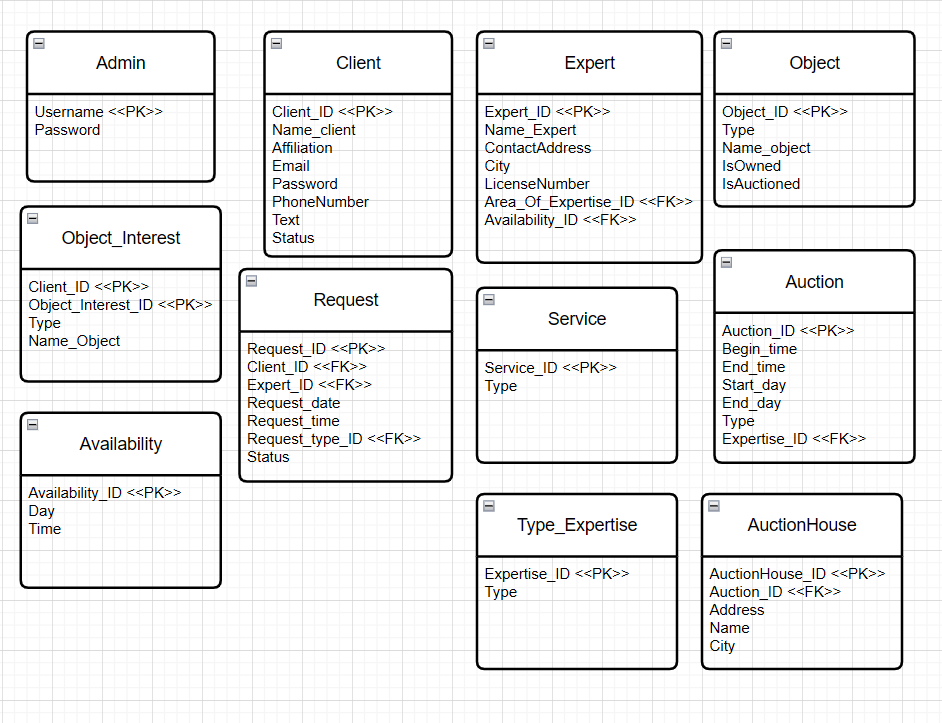 Admin
Username <<PK>>
Password
Client
Client_ID <<PK>>
Name_client
Affiliation
Email
Password
PhoneNumber
Text
Status
Expert
Expert_ID <<PK>>
Name_Expert
ContactAddress
City
LicenseNumber
Area_Of_Expertise_ID <<FK>>
Availability_ID <<FK>>
Object
Object_ID <<PK>>
Type
Name_object
IsOwned
IsAuctioned
Object_Interest
Client_ID <<PK>>
Object_Interest_ID <<PK>>
Type
Name_Object
Request
Request_ID <<PK>>
Client_ID <<FK>>
Expert_ID <<FK>>
Request_date
Request_time
Request_type_ID <<FK>>
Status
Service
Service_ID <<PK>>
Type
Auction
Auction_ID <<PK>>
Begin_time
End_time
Start_day
End_day
Type
Expertise_ID <<FK>>
Availability
Availability_ID <<PK>>
Day
Time
Type_Expertise
Expertise_ID <<PK>>
Type
AuctionHouse
AuctionHouse_ID <<PK>>
Auction_ID <<FK>>
Address
Name
City